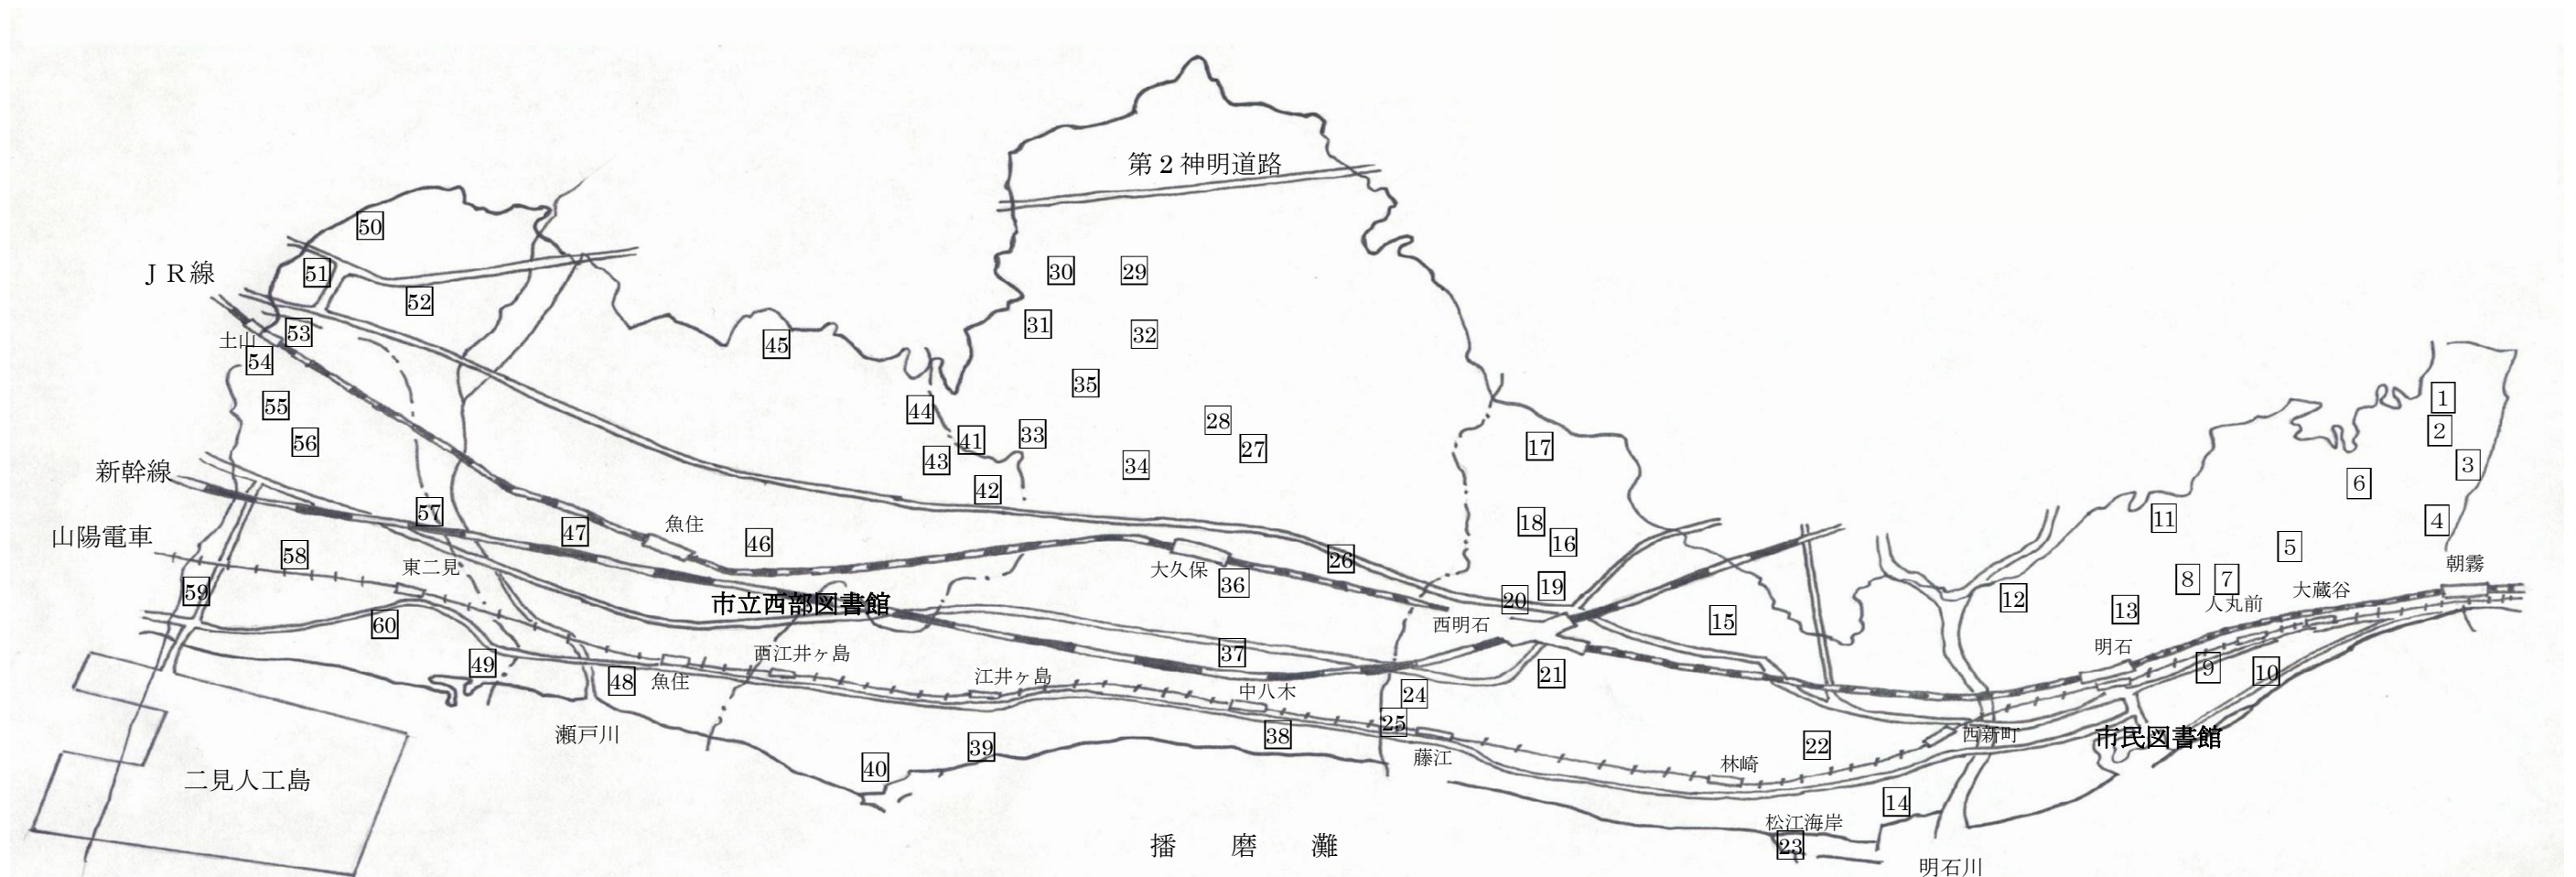 第2神明道路
50
30
29
ＪＲ線
51
52
31
32
53
土山
45
54
35
1
55
44
28
2
56
41
33
27
17
3
新幹線
43
34
6
42
57
47
魚住
46
18
11
4
山陽電車
58
東二見
大久保
26
16
5
朝霧
59
36
19
8
7
大蔵谷
市立西部図書館
20
12
人丸前
60
西明石
15
13
49
西江井ヶ島
37
明石
48
魚住
江井ヶ島
中八木
21
9
10
24
瀬戸川
39
38
25
藤江
22
西新町
市民図書館
二見人工島
40
林崎
14
播磨灘
松江海岸
23
明石川